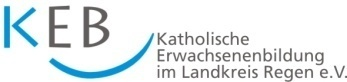 KEB
Katholische
Erwachsenenbildung
im Landkreis Regen e.V.